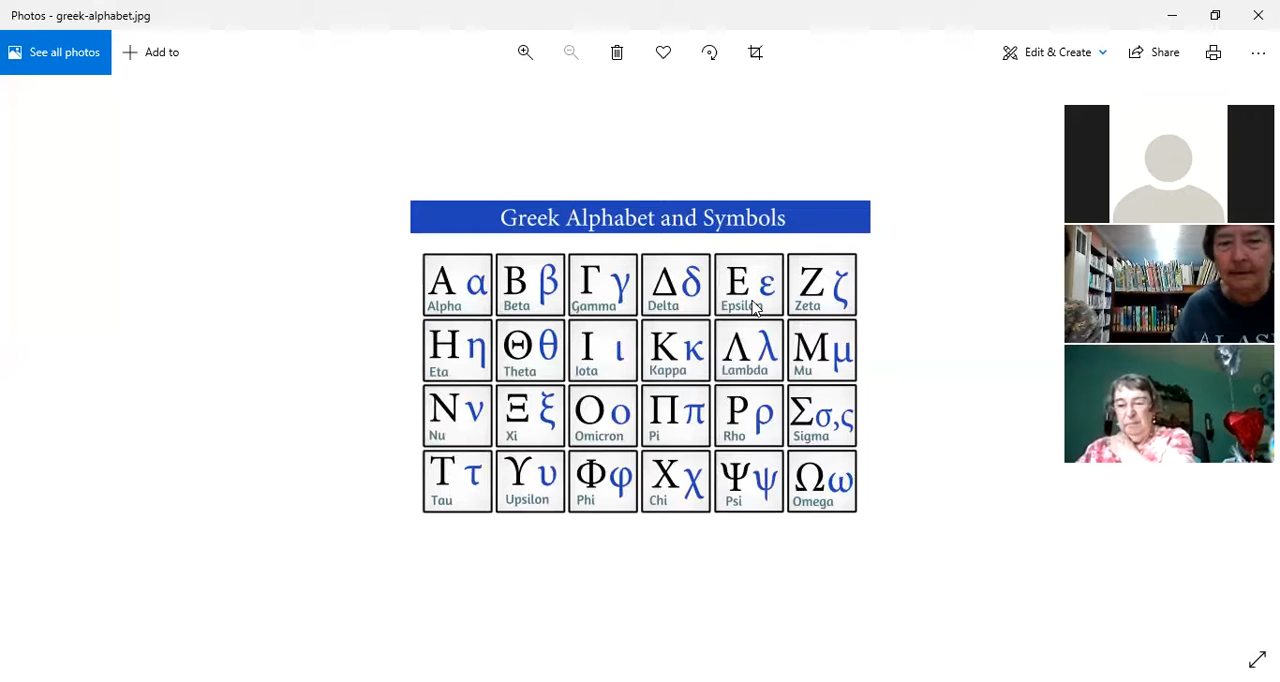 Photos - greek-alphabet.jpg
See all photos
Add to
Edit & Create
Share
Greek Alphabet and Symbols
Α α Β β Γ γ Δ δ Ε ε Ζ ζ
Alpha Beta Gamma Delta Epsilon Zeta
Η η Θ θ Ι ι Κ κ Λ λ Μ μ
Eta Theta Iota Kappa Lambda Mu
Ν ν Ξ ξ Ο ο Π π Ρ ρ Σ σ,ς
Nu Xi Omicron Pi Rho Sigma
Τ τ ϒ υ Φ φ Χ χ Ψ ψ Ω ω
Tau Upsilon Phi Chi Psi Omega